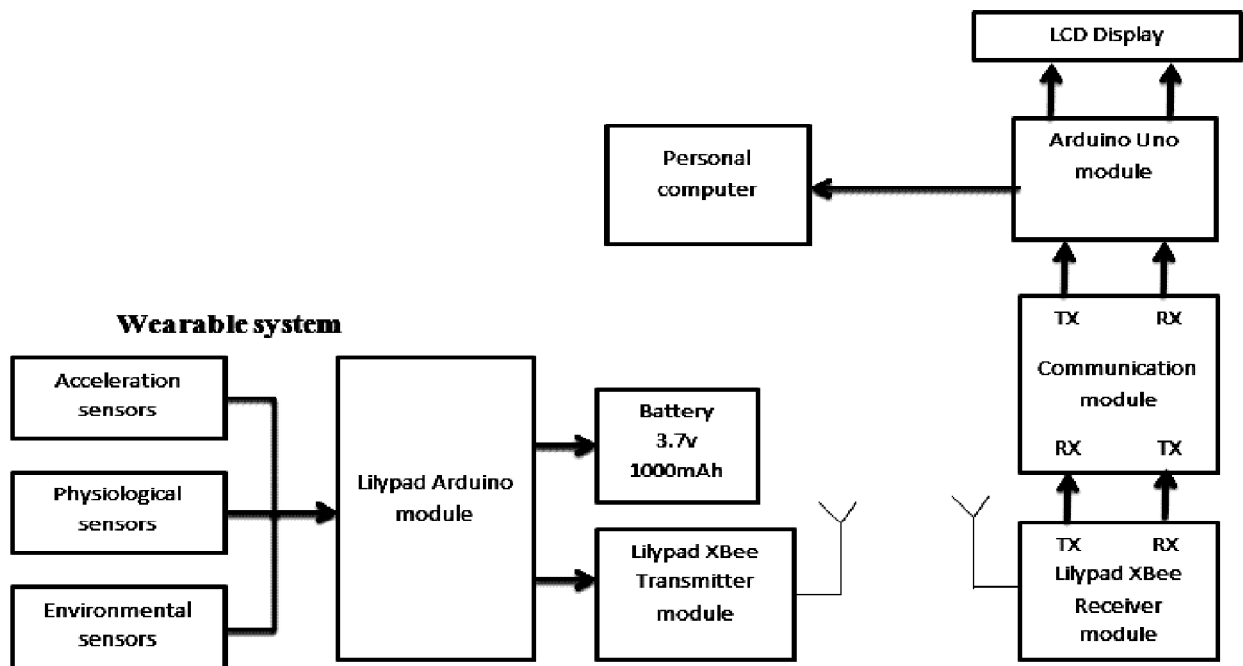 LCD Display
Arduino Uno
module
Personal
computer
TX RX
Communication
module
RX TX
Wearable system
Acceleration
sensors
Physiological
sensors
Environmental
sensors
Lilypad Arduino
module
Battery
3.7v
1000mAh
Lilypad XBee
Transmitter
module
TX RX
Lilypad XBee
Receiver
module